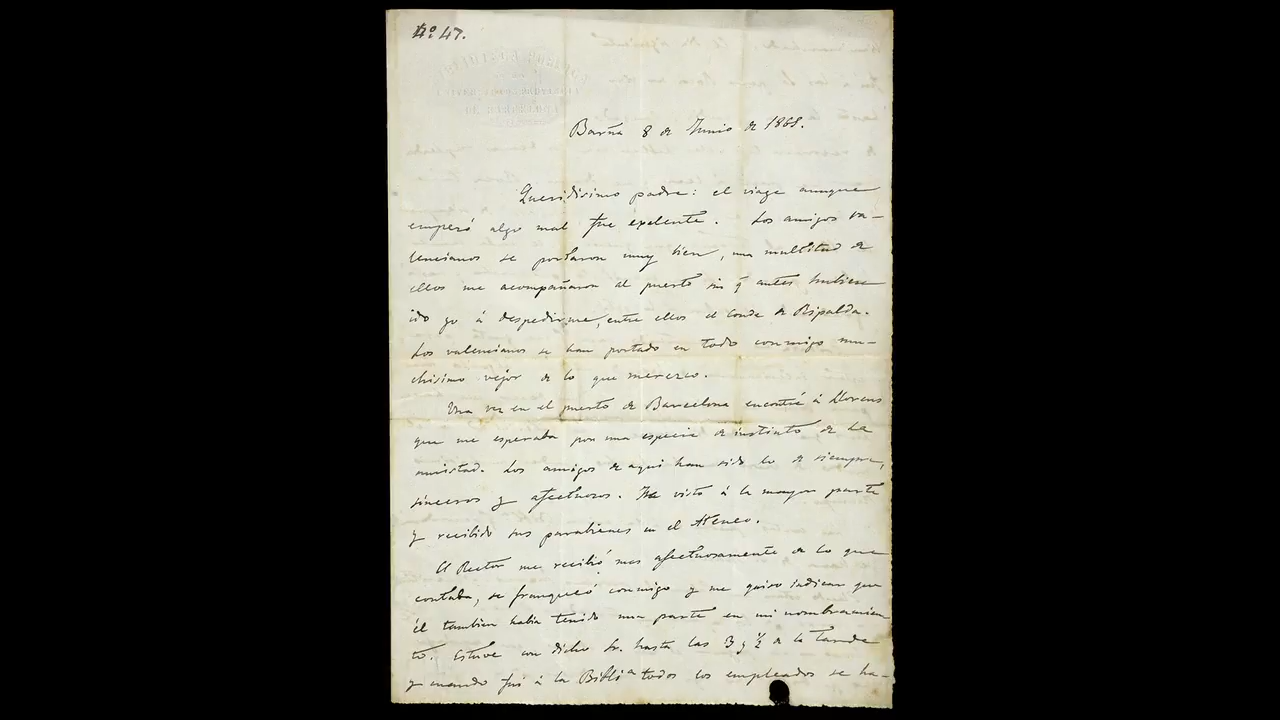 Nº 47.
Barña 8 de Junio de 1868.
Queridisimo padre: el viage aunque
empezó algo mal fue exelente. Los amigos va-
lencianos se portaron muy bien, una multitud de
ellos me acompañaron al puerto sin q antes hubiera
ido yo á despedirme, entre ellos el Conde de Ripalda.
Los valencianos se han portado en todo conmigo mu-
chisimo mejor de lo que merezco.
Una vez en el puerto de Barcelona encontré á Llorens
que me esperaba por una especie de instinto de la
amistad. Los amigos de aqui han sido lo de siempre,
sinceros y afectuosos. He visto á la mayor parte
y recibido sus parabienes en el Ateneo.
El Rector me recibió mas afectuosamente de lo que
contaba, se franqueó conmigo y me quiso indicar que
él tambien habia tenido una parte en mi nombramien
to. Estuve con dicho Sr. hasta las 3 y ½ de la tarde
y cuando fui á la Bibliª todos los empleados se ha-